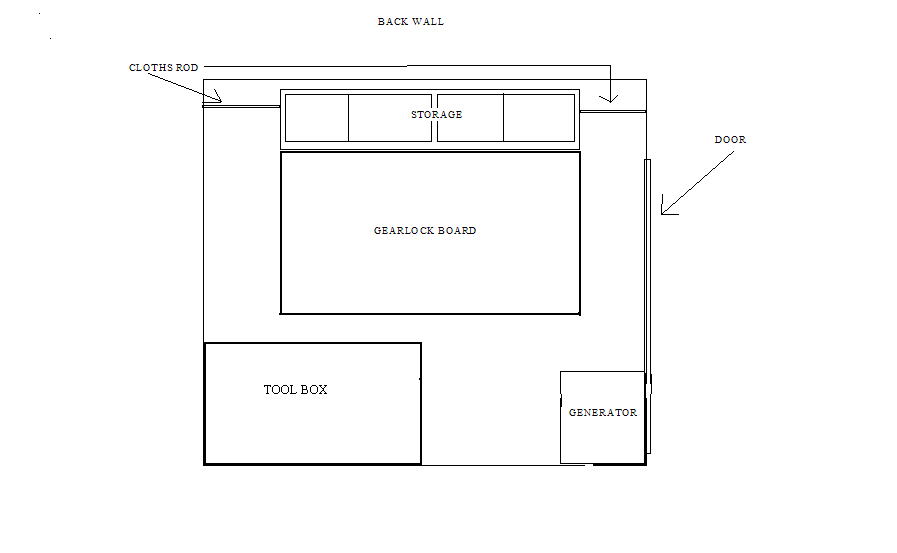 BACK WALL
CLOTHS ROD
STORAGE
DOOR
GEARLOCK BOARD
TOOL BOX
GENERATOR